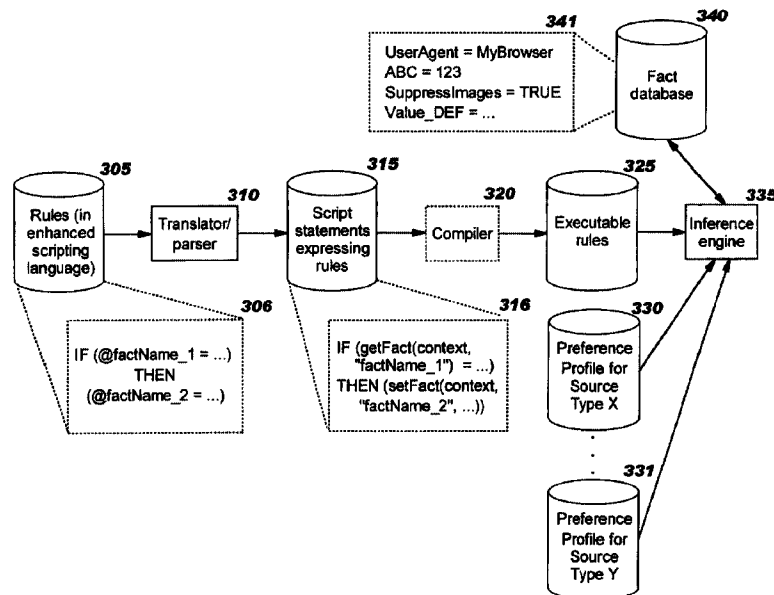 341
340
UserAgent = MyBrowser
ABC = 123
SuppressImages = TRUE
Value_DEF = ...
Fact
database
305
310
315
320
325
335
Rules (in
enhanced
scripting
language)
Translator/
parser
Script
statements
expressing
rules
Compiler
Executable
rules
Inference
engine
306
316
330
IF (@factName_1 = ...)
THEN
(@factName_2 = ...)
IF (getFact(context,
"factName_1") = ...)
THEN (setFact(context,
"factName_2", ...))
Preference
Profile for
Source
Type X
331
Preference
Profile for
Source
Type Y